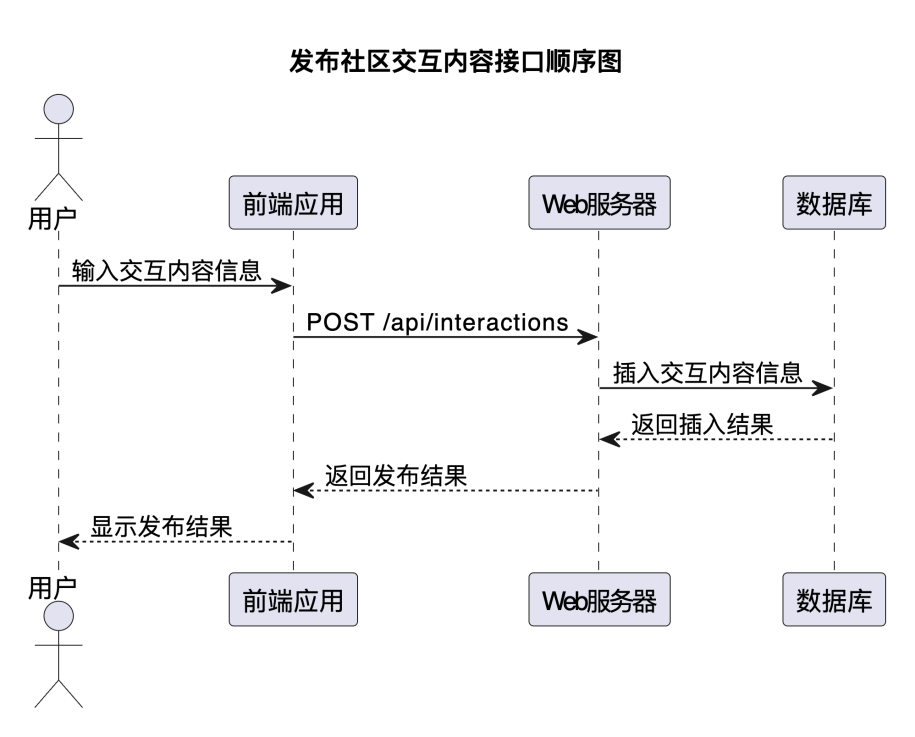 发布社区交互内容接口顺序图
用户
前端应用
Web服务器
数据库
输入交互内容信息
POST /api/interactions
插入交互内容信息
返回插入结果
返回发布结果
显示发布结果
用户
前端应用
Web服务器
数据库